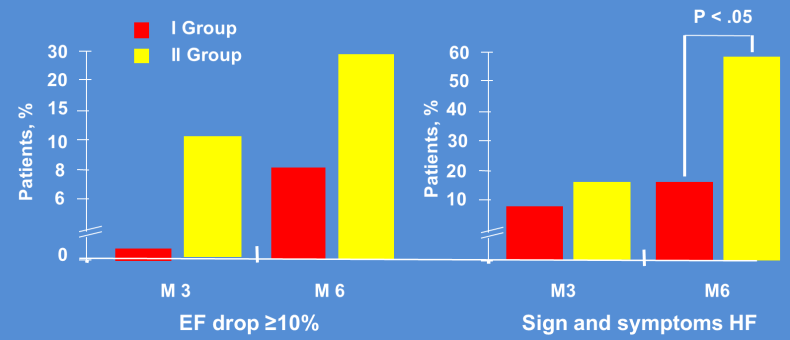 P < .05
I Group
II Group
Patients, %
30
20
15
10
8
6
0
M 3
M 6
EF drop ≥10%
Patients, %
60
50
40
30
20
10
M3
M6
Sign and symptoms HF